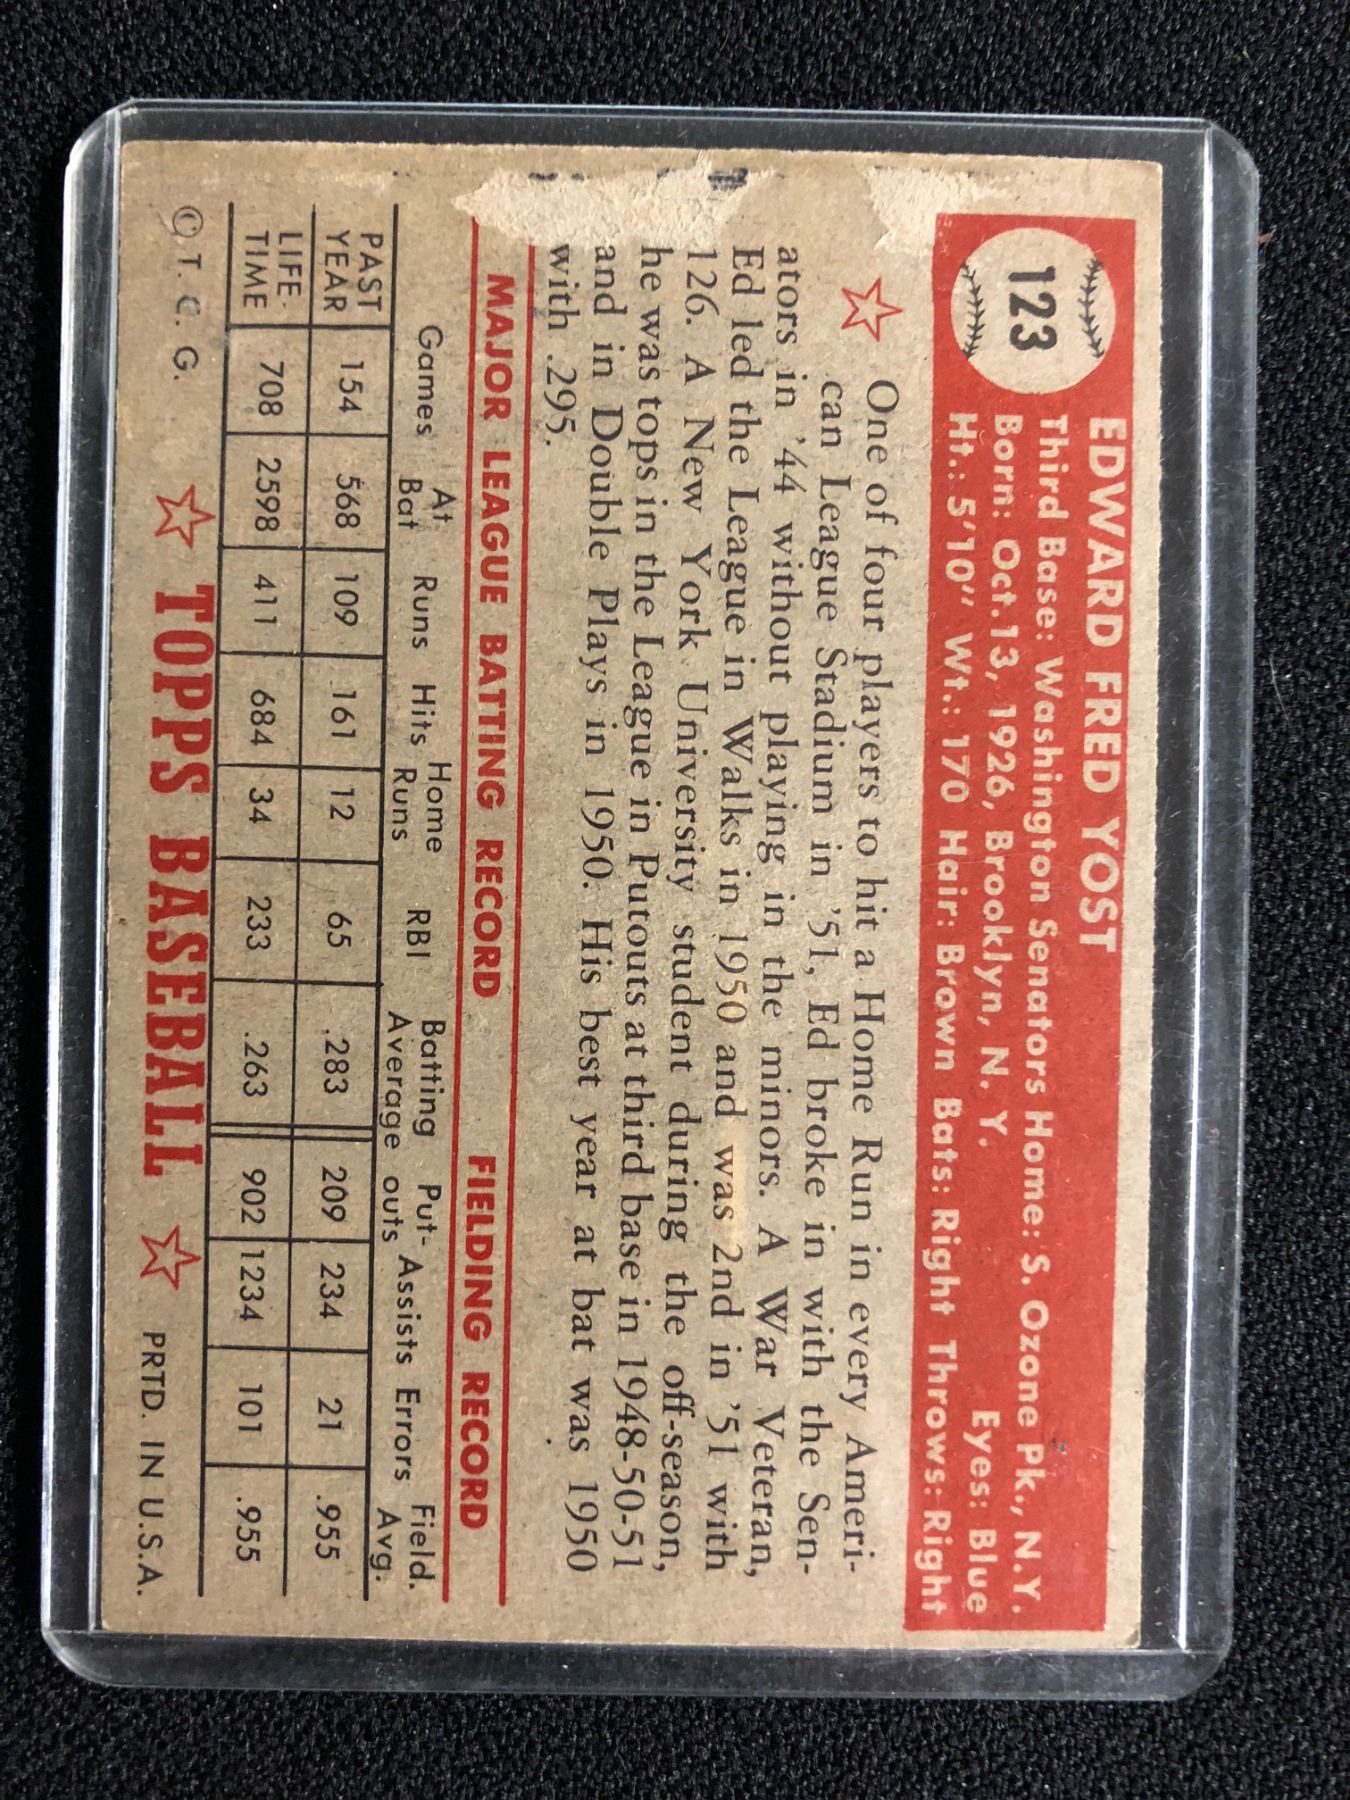 123
EDWARD FRED YOST
Third Base: Washington Senators Home: S. Ozone Pk., N.Y.
Born: Oct.13, 1926, Brooklyn, N. Y. Eyes: Blue
Ht.: 5'10" Wt.: 170 Hair: Brown Bats: Right Throws: Right
One of four players to hit a Home Run in every Ameri-
can League Stadium in '51, Ed broke in with the Sen-
ators in '44 without playing in the minors. A War Veteran,
Ed led the League in Walks in 1950 and was 2nd in '51 with
126. A New York University student during the off-season,
he was tops in the League in Putouts at third base in 1948-50-51
and in Double Plays in 1950. His best year at bat was 1950
with .295.
MAJOR LEAGUE BATTING RECORD FIELDING RECORD
Games At Bat Runs Hits Home Runs RBI Batting Average Put-outs Assists Errors Field. Avg.
PAST YEAR 154 568 109 161 12 65 .283 209 234 21 .955
LIFE-TIME 708 2598 411 684 34 233 .263 902 1234 101 .955
© T. C. G. TOPPS BASEBALL PRTD. IN U.S.A.